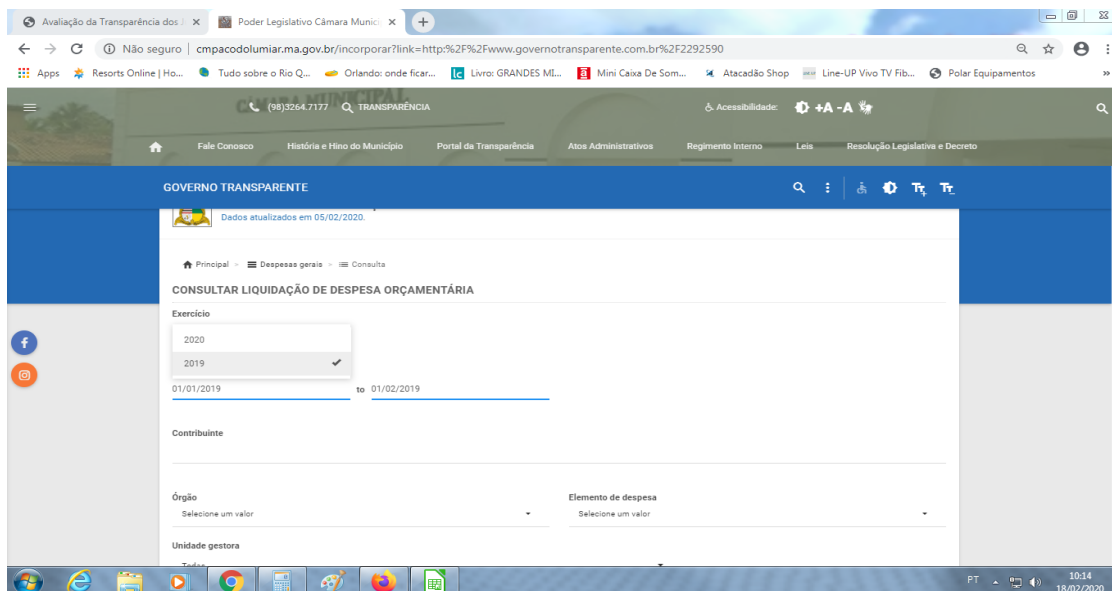 Avaliação da Transparência dos
Poder Legislativo Câmara Munici
Não seguro | cmpacodolumiar.ma.gov.br/incorporar?link=http:%2F%2Fwww.governotransparente.com.br%2F2292590
Apps Resorts Online | Ho... Tudo sobre o Rio Q... Orlando: onde ficar... lc Livro: GRANDES MI... a Mini Caixa De Som... Atacadão Shop Line-UP Vivo TV Fib... Polar Equipamentos »
CÂMARA MUNICIPAL
(98)3264.7177 TRANSPARÊNCIA Acessibilidade: +A -A
Fale Conosco História e Hino do Município Portal da Transparência Atos Administrativos Regimento Interno Leis Resolução Legislativa e Decreto
GOVERNO TRANSPARENTE
Dados atualizados em 05/02/2020.
Principal > Despesas gerais > Consulta
CONSULTAR LIQUIDAÇÃO DE DESPESA ORÇAMENTÁRIA
Exercício
2020
2019
01/01/2019 to 01/02/2019
Contribuinte
Órgão Elemento de despesa
Selecione um valor Selecione um valor
Unidade gestora
Todas
PT 10:14
18/02/2020